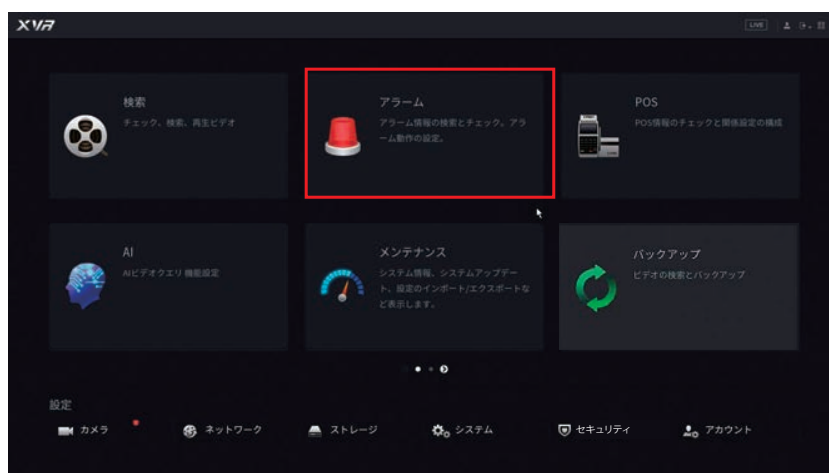 XVR
LIVE
検索
チェック、検索、再生ビデオ
アラーム
アラーム情報の検索とチェック。アラ
ーム動作の設定。
POS
POS情報のチェックと関係設定の構成
AI
AIビデオクエリ 機能設定
メンテナンス
システム情報、システムアップデー
ト、設定のインポート/エクスポートな
ど表示します。
バックアップ
ビデオの検索とバックアップ
設定
カメラ
ネットワーク
ストレージ
システム
セキュリティ
アカウント